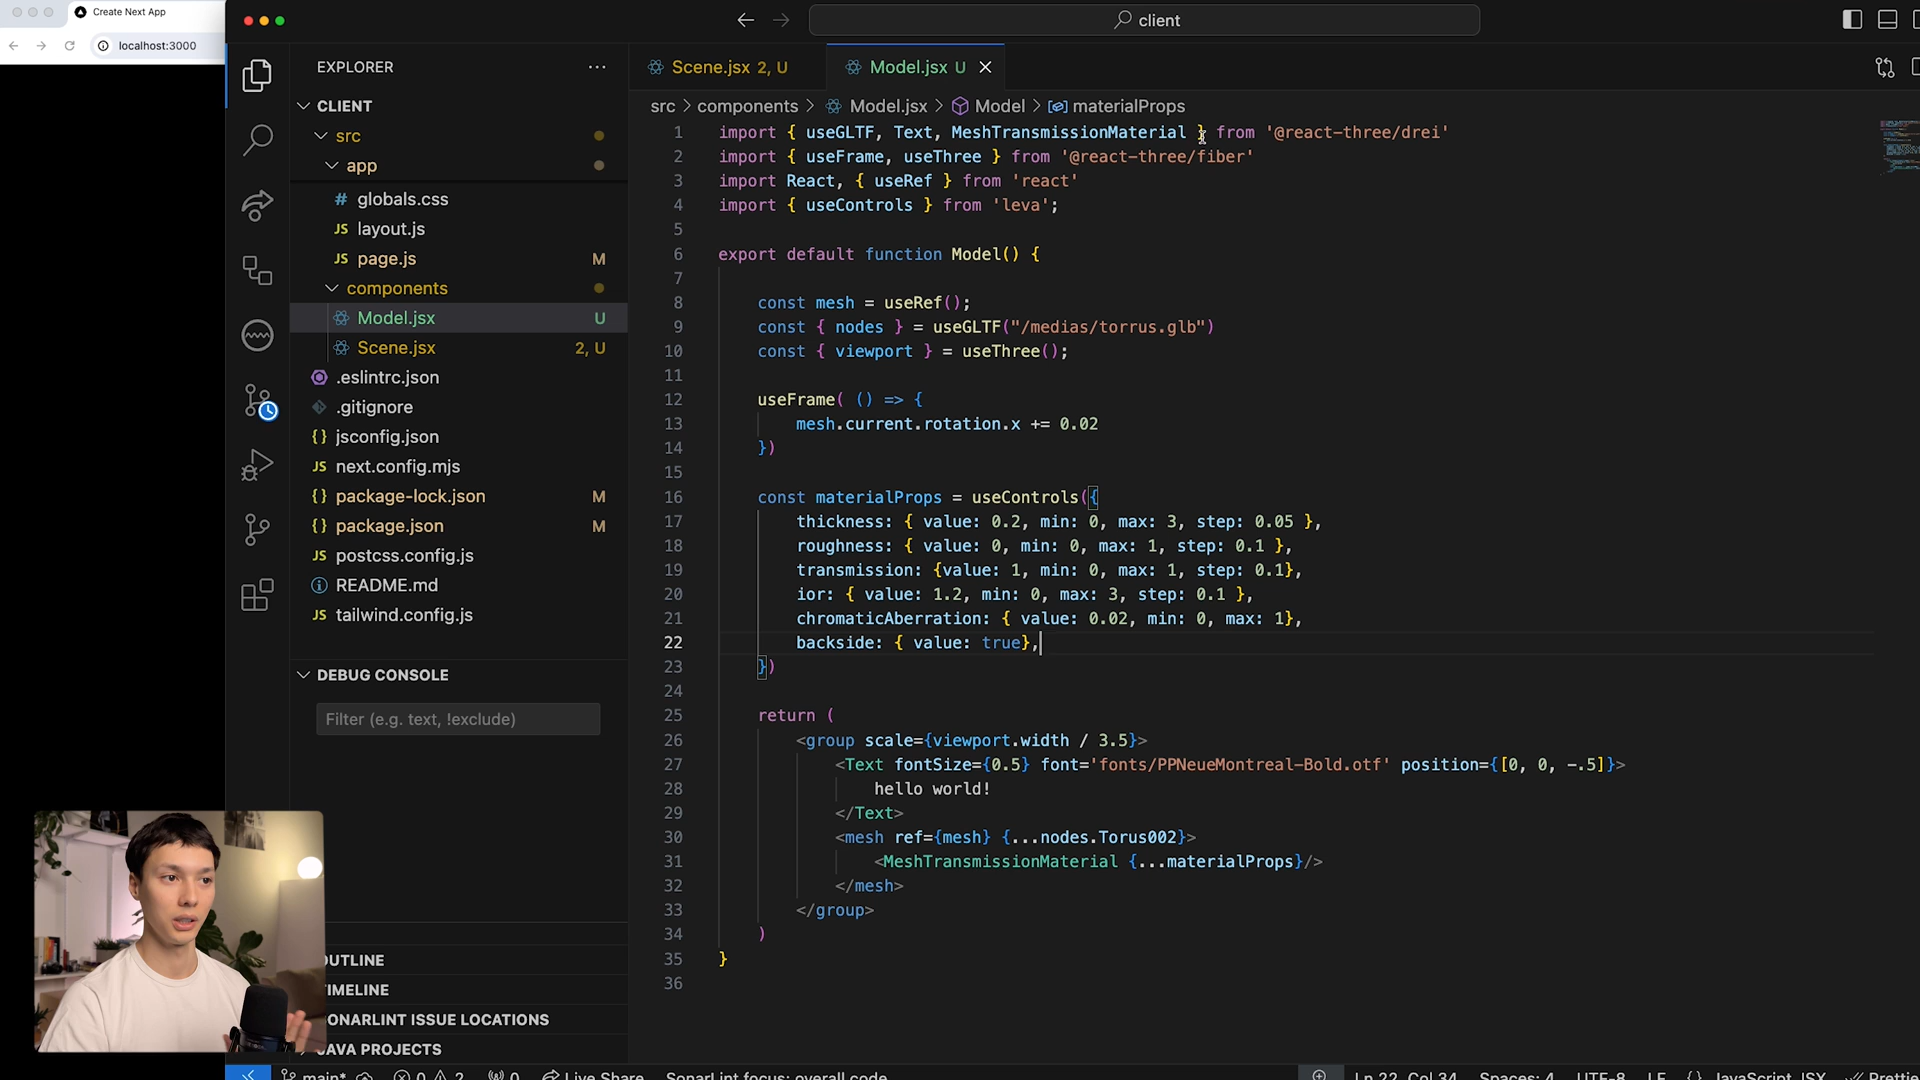 Create Next App
localhost:3000
client
EXPLORER
CLIENT
src
app
# globals.css
JS layout.js
JS page.js M
components
Model.jsx U
Scene.jsx 2, U
.eslintrc.json
.gitignore
{} jsconfig.json
JS next.config.mjs
{} package-lock.json M
{} package.json M
JS postcss.config.js
README.md
JS tailwind.config.js
DEBUG CONSOLE
Filter (e.g. text, !exclude)
OUTLINE
TIMELINE
SONARLINT ISSUE LOCATIONS
JAVA PROJECTS
Scene.jsx 2, U
Model.jsx U
src > components > Model.jsx > Model > materialProps
1 import { useGLTF, Text, MeshTransmissionMaterial } from '@react-three/drei'
2 import { useFrame, useThree } from '@react-three/fiber'
3 import React, { useRef } from 'react'
4 import { useControls } from 'leva';
5
6 export default function Model() {
7
8 const mesh = useRef();
9 const { nodes } = useGLTF("/medias/torrus.glb")
10 const { viewport } = useThree();
11
12 useFrame( () => {
13 mesh.current.rotation.x += 0.02
14 })
15
16 const materialProps = useControls({
17 thickness: { value: 0.2, min: 0, max: 3, step: 0.05 },
18 roughness: { value: 0, min: 0, max: 1, step: 0.1 },
19 transmission: {value: 1, min: 0, max: 1, step: 0.1},
20 ior: { value: 1.2, min: 0, max: 3, step: 0.1 },
21 chromaticAberration: { value: 0.02, min: 0, max: 1},
22 backside: { value: true},
23 })
24
25 return (
26 <group scale={viewport.width / 3.5}>
27 <Text fontSize={0.5} font='fonts/PPNeueMontreal-Bold.otf' position={[0, 0, -.5]}>
28 hello world!
29 </Text>
30 <mesh ref={mesh} {...nodes.Torus002}>
31 <MeshTransmissionMaterial {...materialProps}/>
32 </mesh>
33 </group>
34 )
35 }
36
main* 0 2 0 Live Share SonarLint focus: overall code Ln 22, Col 34 Spaces: 4 UTF-8 LF {} JavaScript JSX Prettie